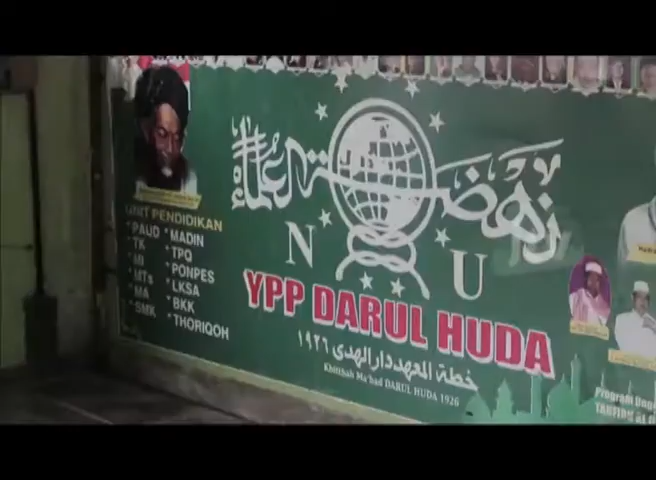 نهضة العلماء
N U
UNIT PENDIDIKAN
* PAUD * MADIN
* TK * TPQ
* MI * PONPES
* MTs * LKSA
* MA * BKK
* SMK * THORIQOH
YPP DARUL HUDA
خطة المعهد دار الهدى ١٩٢٦
Khitthah Ma'had DARUL HUDA 1926
Program